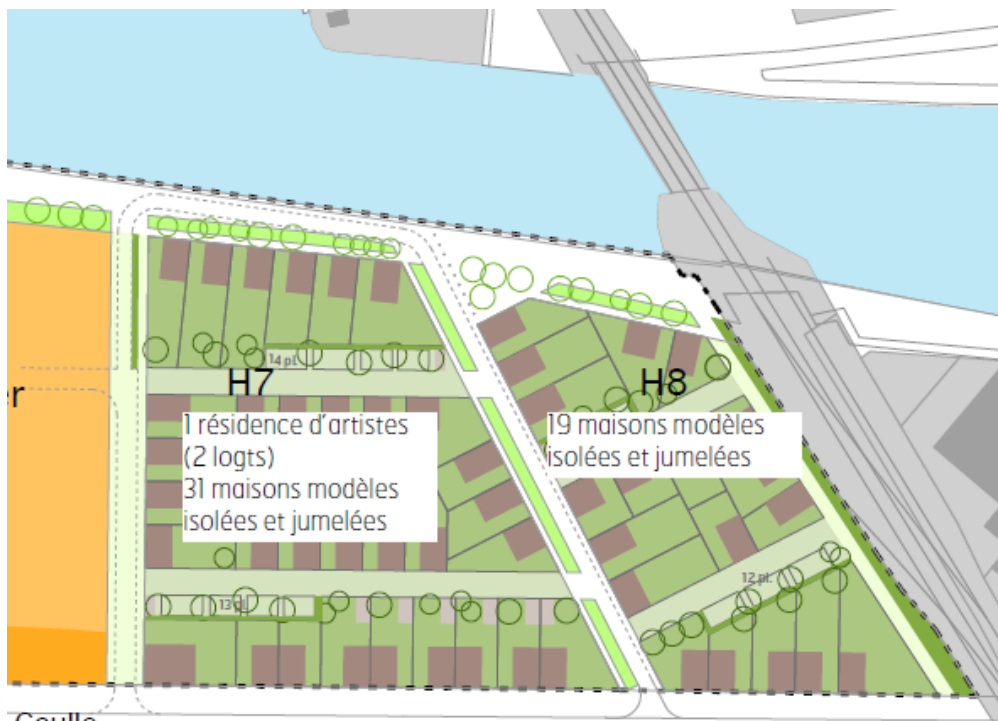 14 pl.
H7
H8
er
1 résidence d'artistes
(2 logts)
31 maisons modèles
isolées et jumelées
19 maisons modèles
isolées et jumelées
12 pl.
13 pl.